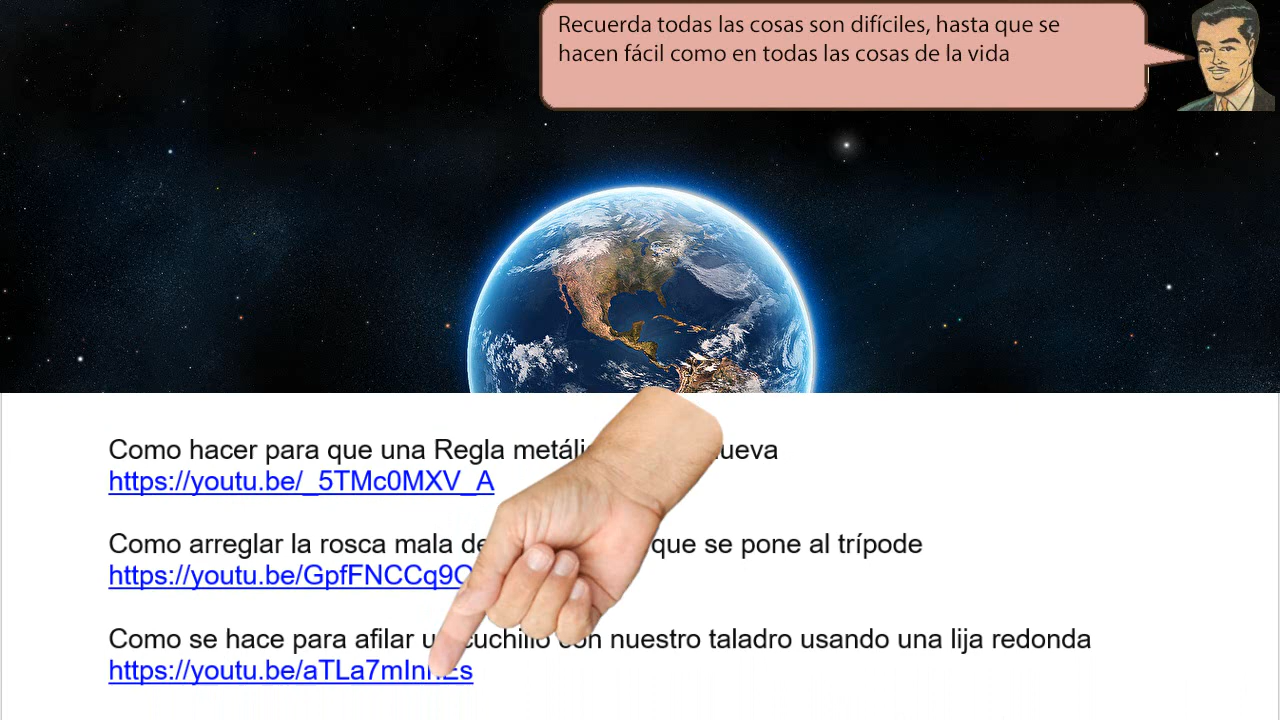 Recuerda todas las cosas son difíciles, hasta que se
hacen fácil como en todas las cosas de la vida
Como hacer para que una Regla
https://youtu.be/_5TMc0MXV_A
Como arreglar la rosca mala que se pone al trípode
Como se hace para afilar cuchillo con nuestro taladro usando una lija redonda